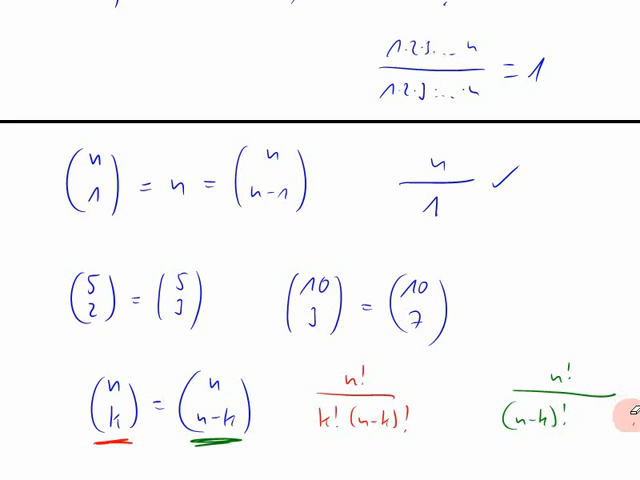 1·2·3·... n / 1·2·3·...·n = 1
(n 1) = n = (n n-1) n / 1 ✓
(5 2) = (5 3) (10 3) = (10 7)
(n k) = (n n-k) n! / k! (n-k)! n! / (n-k)!